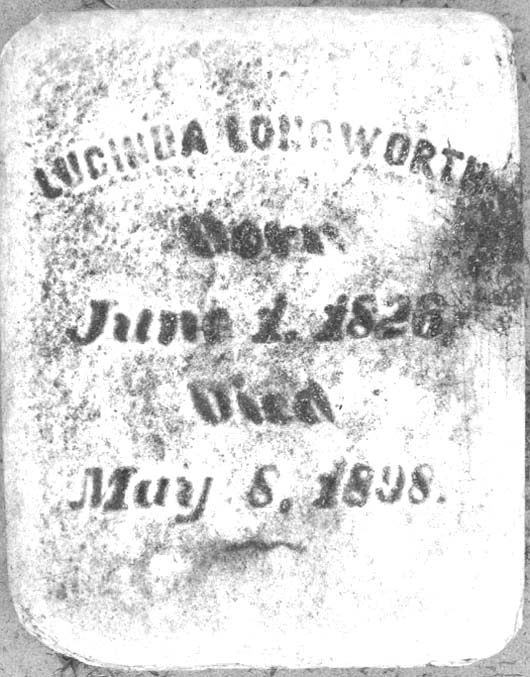 LUCINDA LONGWORTH
Born
June 1, 1826
Died
May 8, 1898.